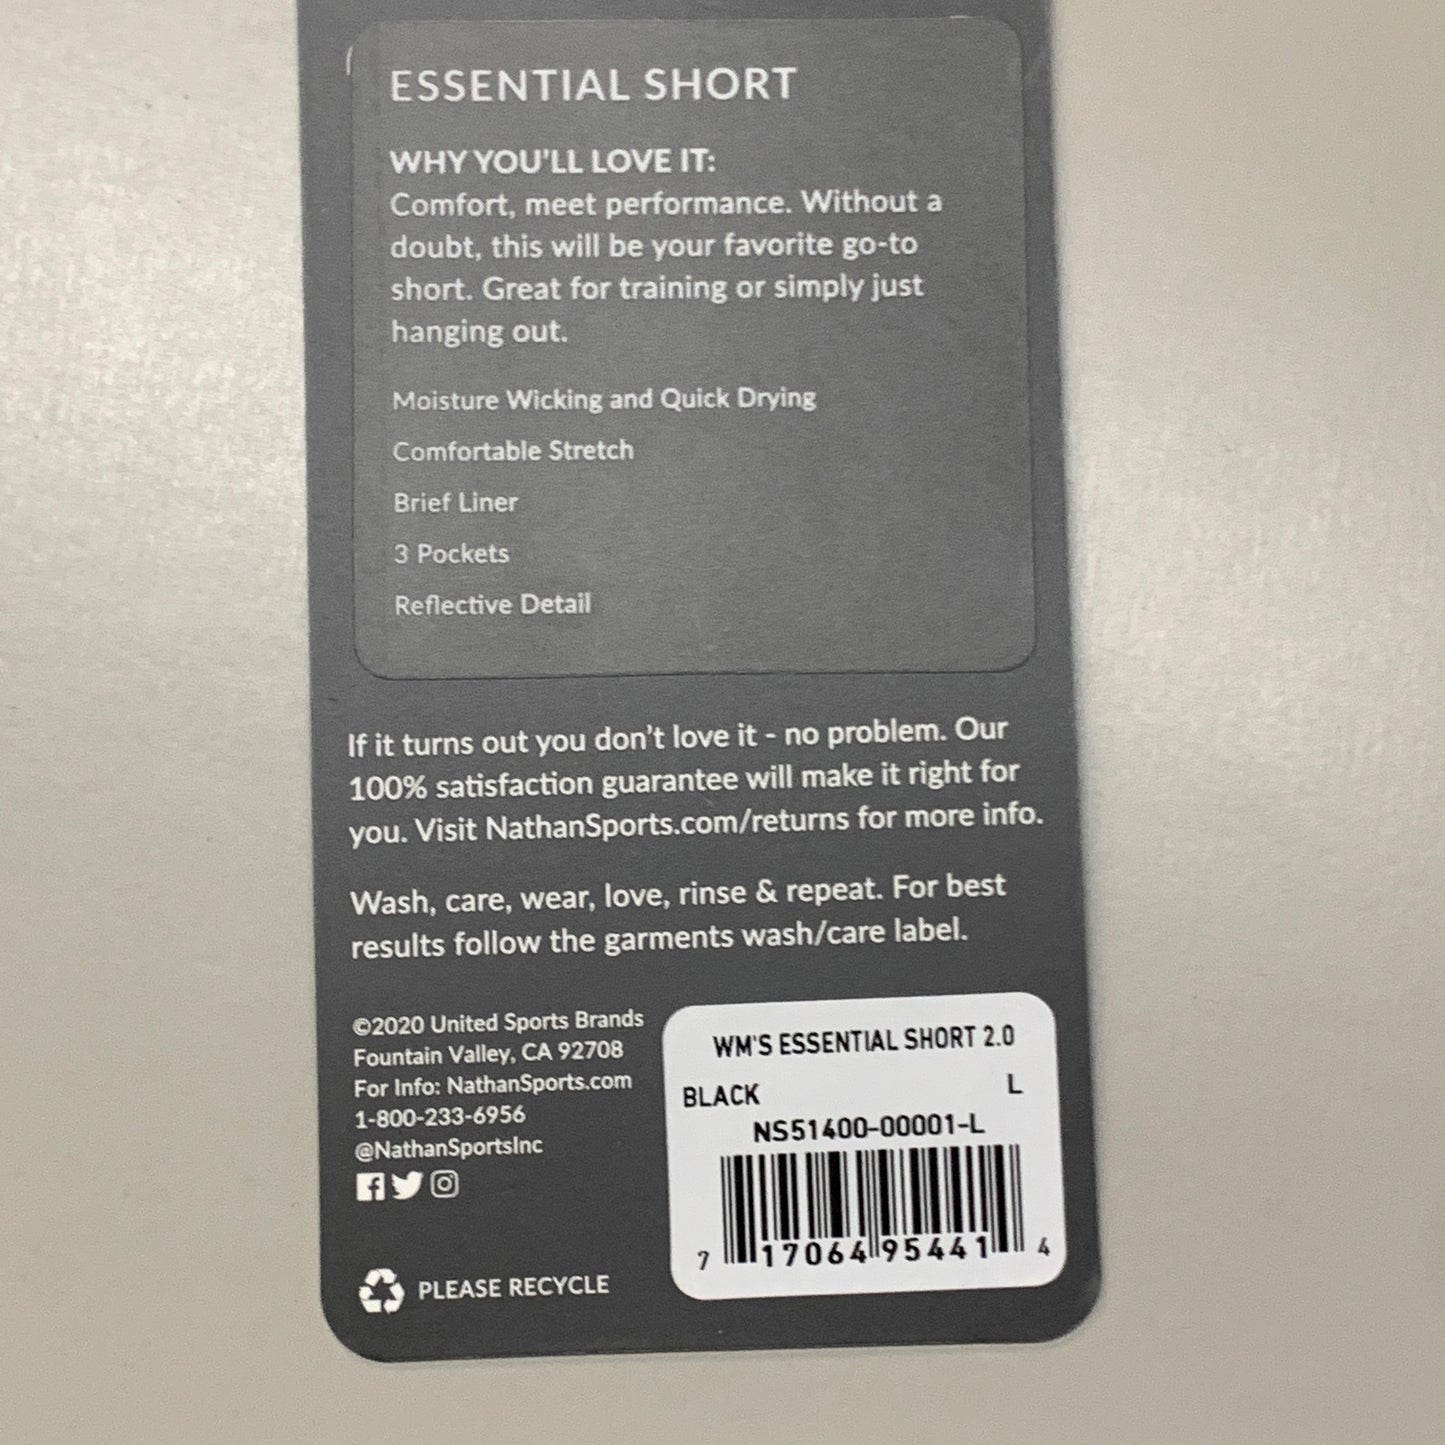 ESSENTIAL SHORT
WHY YOU'LL LOVE IT:
Comfort, meet performance. Without a
doubt, this will be your favorite go-to
short. Great for training or simply just
hanging out.
Moisture Wicking and Quick Drying
Comfortable Stretch
Brief Liner
3 Pockets
Reflective Detail
If it turns out you don't love it - no problem. Our
100% satisfaction guarantee will make it right for
you. Visit NathanSports.com/returns for more info.
Wash, care, wear, love, rinse & repeat. For best
results follow the garments wash/care label.
©2020 United Sports Brands
Fountain Valley, CA 92708
For Info: NathanSports.com
1-800-233-6956
@NathanSportsInc
PLEASE RECYCLE
WM'S ESSENTIAL SHORT 2.0
BLACK L
NS51400-00001-L
7 17064 95441 4